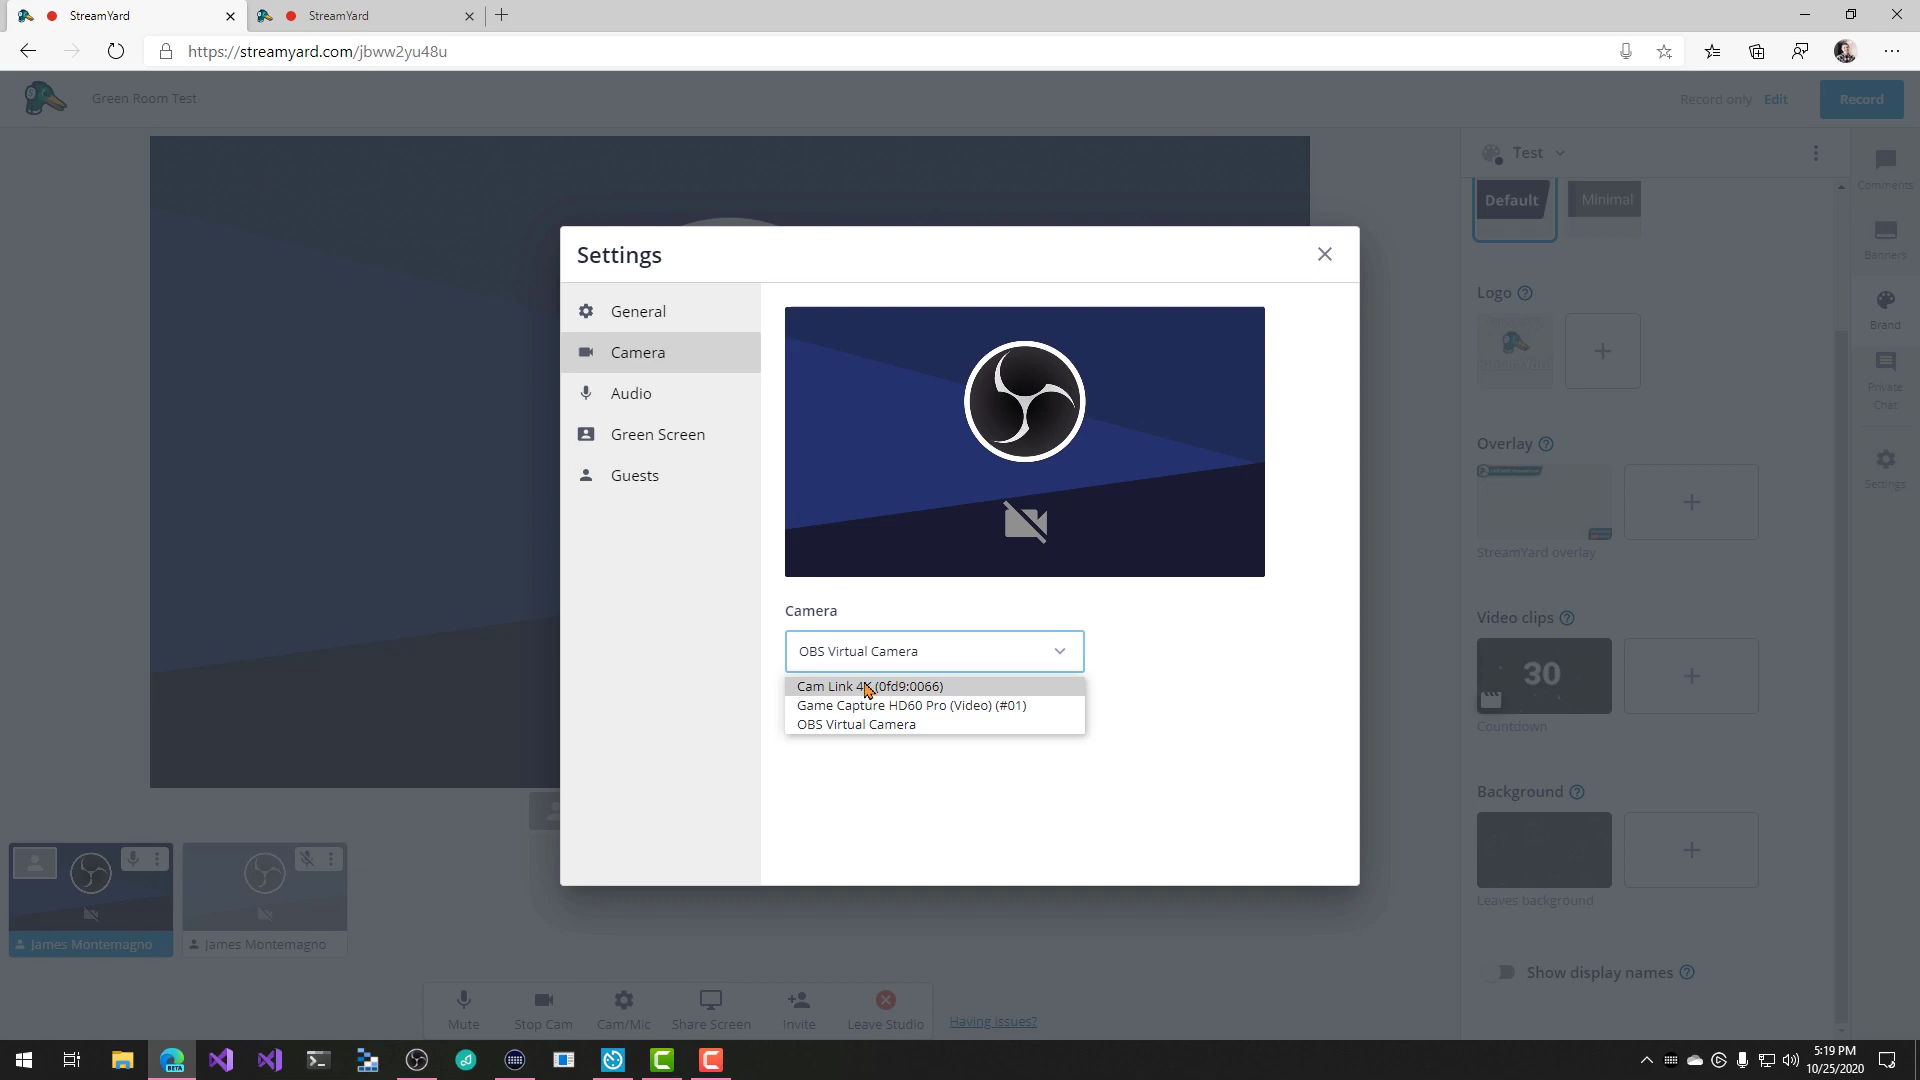 StreamYard
StreamYard
https://streamyard.com/jbww2yu48u
Green Room Test
Record only Edit
Record
Test
Default
Minimal
Comments
Banners
Brand
Private
Chat
Settings
Logo
Overlay
StreamYard overlay
Video clips
30
Countdown
Background
Leaves background
Show display names
Settings
General
Camera
Audio
Green Screen
Guests
Camera
OBS Virtual Camera
Cam Link 4K (0fd9:0066)
Game Capture HD60 Pro (Video) (#01)
OBS Virtual Camera
James Montemagno
James Montemagno
Mute
Stop Cam
Cam/Mic
Share Screen
Invite
Leave Studio
Having issues?
BETA
5:19 PM
10/25/2020